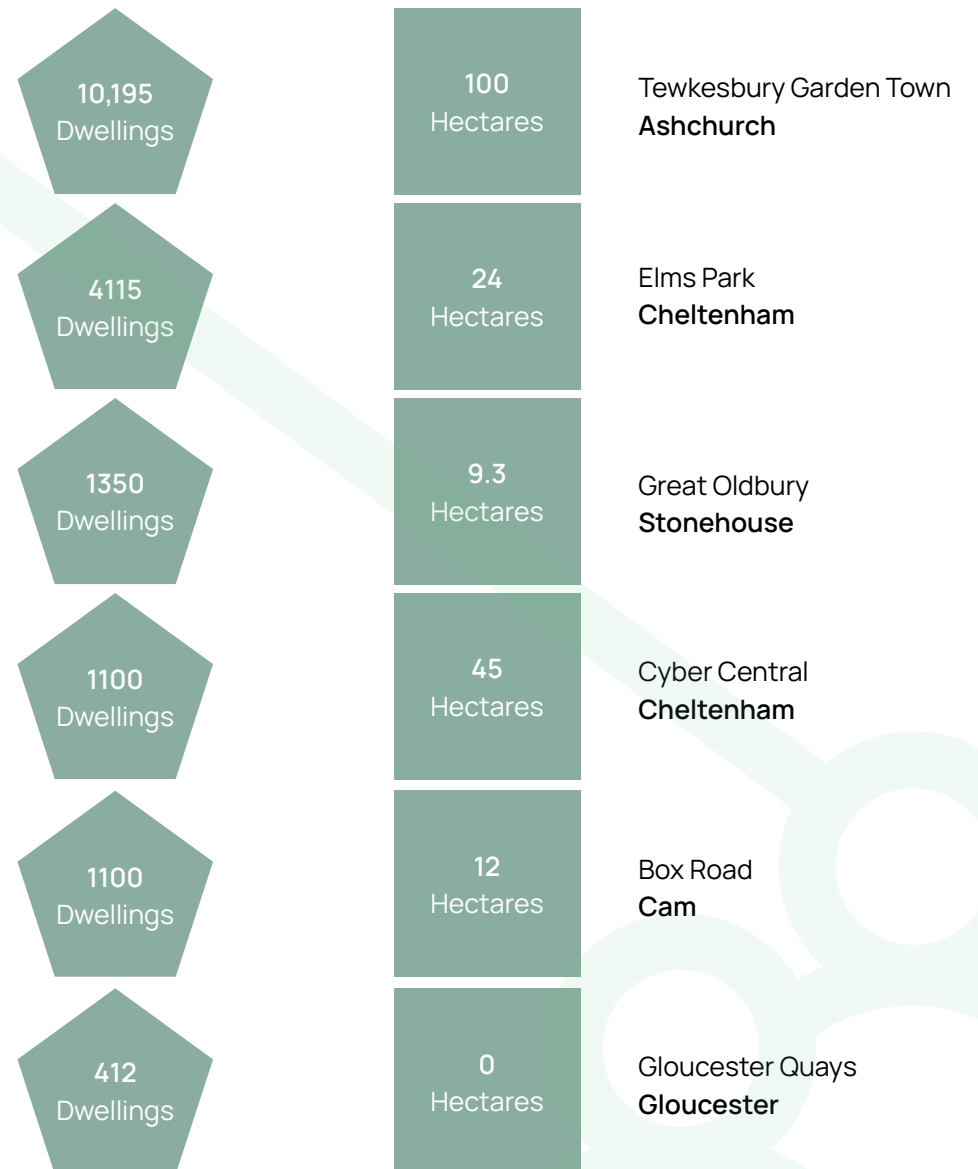 10,195
Dwellings
100
Hectares
Tewkesbury Garden Town
Ashchurch
4115
Dwellings
24
Hectares
Elms Park
Cheltenham
1350
Dwellings
9.3
Hectares
Great Oldbury
Stonehouse
1100
Dwellings
45
Hectares
Cyber Central
Cheltenham
1100
Dwellings
12
Hectares
Box Road
Cam
412
Dwellings
0
Hectares
Gloucester Quays
Gloucester